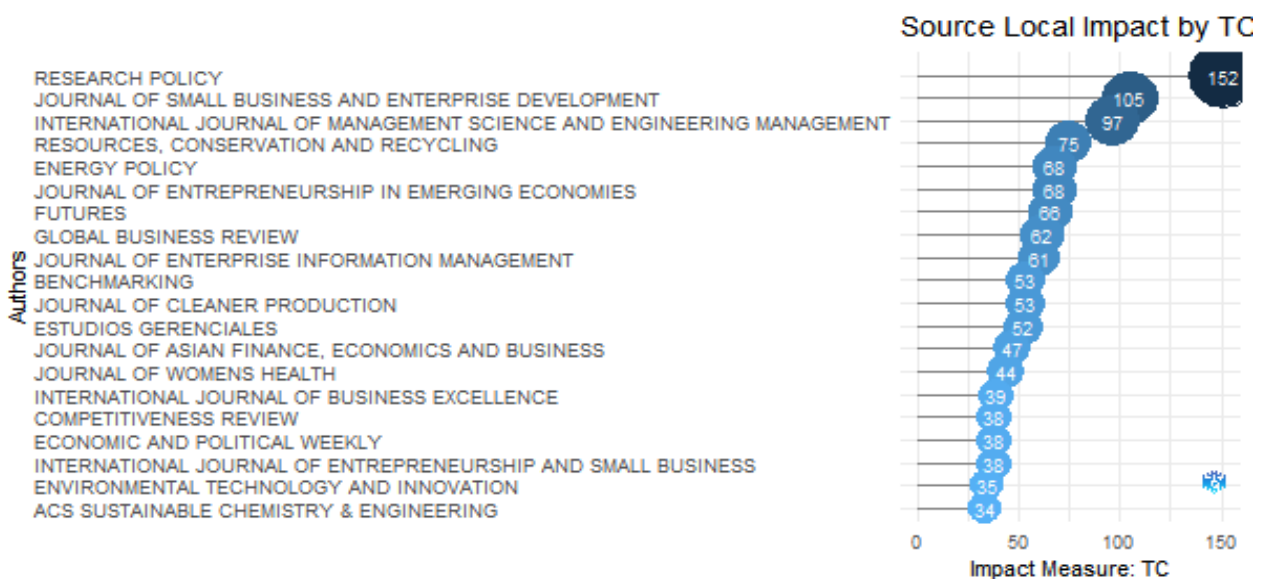 Source Local Impact by TC
RESEARCH POLICY 152
JOURNAL OF SMALL BUSINESS AND ENTERPRISE DEVELOPMENT 105
INTERNATIONAL JOURNAL OF MANAGEMENT SCIENCE AND ENGINEERING MANAGEMENT 97
RESOURCES, CONSERVATION AND RECYCLING 75
ENERGY POLICY 68
JOURNAL OF ENTREPRENEURSHIP IN EMERGING ECONOMIES 68
FUTURES 66
GLOBAL BUSINESS REVIEW 62
Authors
JOURNAL OF ENTERPRISE INFORMATION MANAGEMENT 61
BENCHMARKING 53
JOURNAL OF CLEANER PRODUCTION 53
ESTUDIOS GERENCIALES 52
JOURNAL OF ASIAN FINANCE, ECONOMICS AND BUSINESS 47
JOURNAL OF WOMENS HEALTH 44
INTERNATIONAL JOURNAL OF BUSINESS EXCELLENCE 39
COMPETITIVENESS REVIEW 38
ECONOMIC AND POLITICAL WEEKLY 38
INTERNATIONAL JOURNAL OF ENTREPRENEURSHIP AND SMALL BUSINESS 38
ENVIRONMENTAL TECHNOLOGY AND INNOVATION 35
ACS SUSTAINABLE CHEMISTRY & ENGINEERING 34
0 50 100 150
Impact Measure: TC